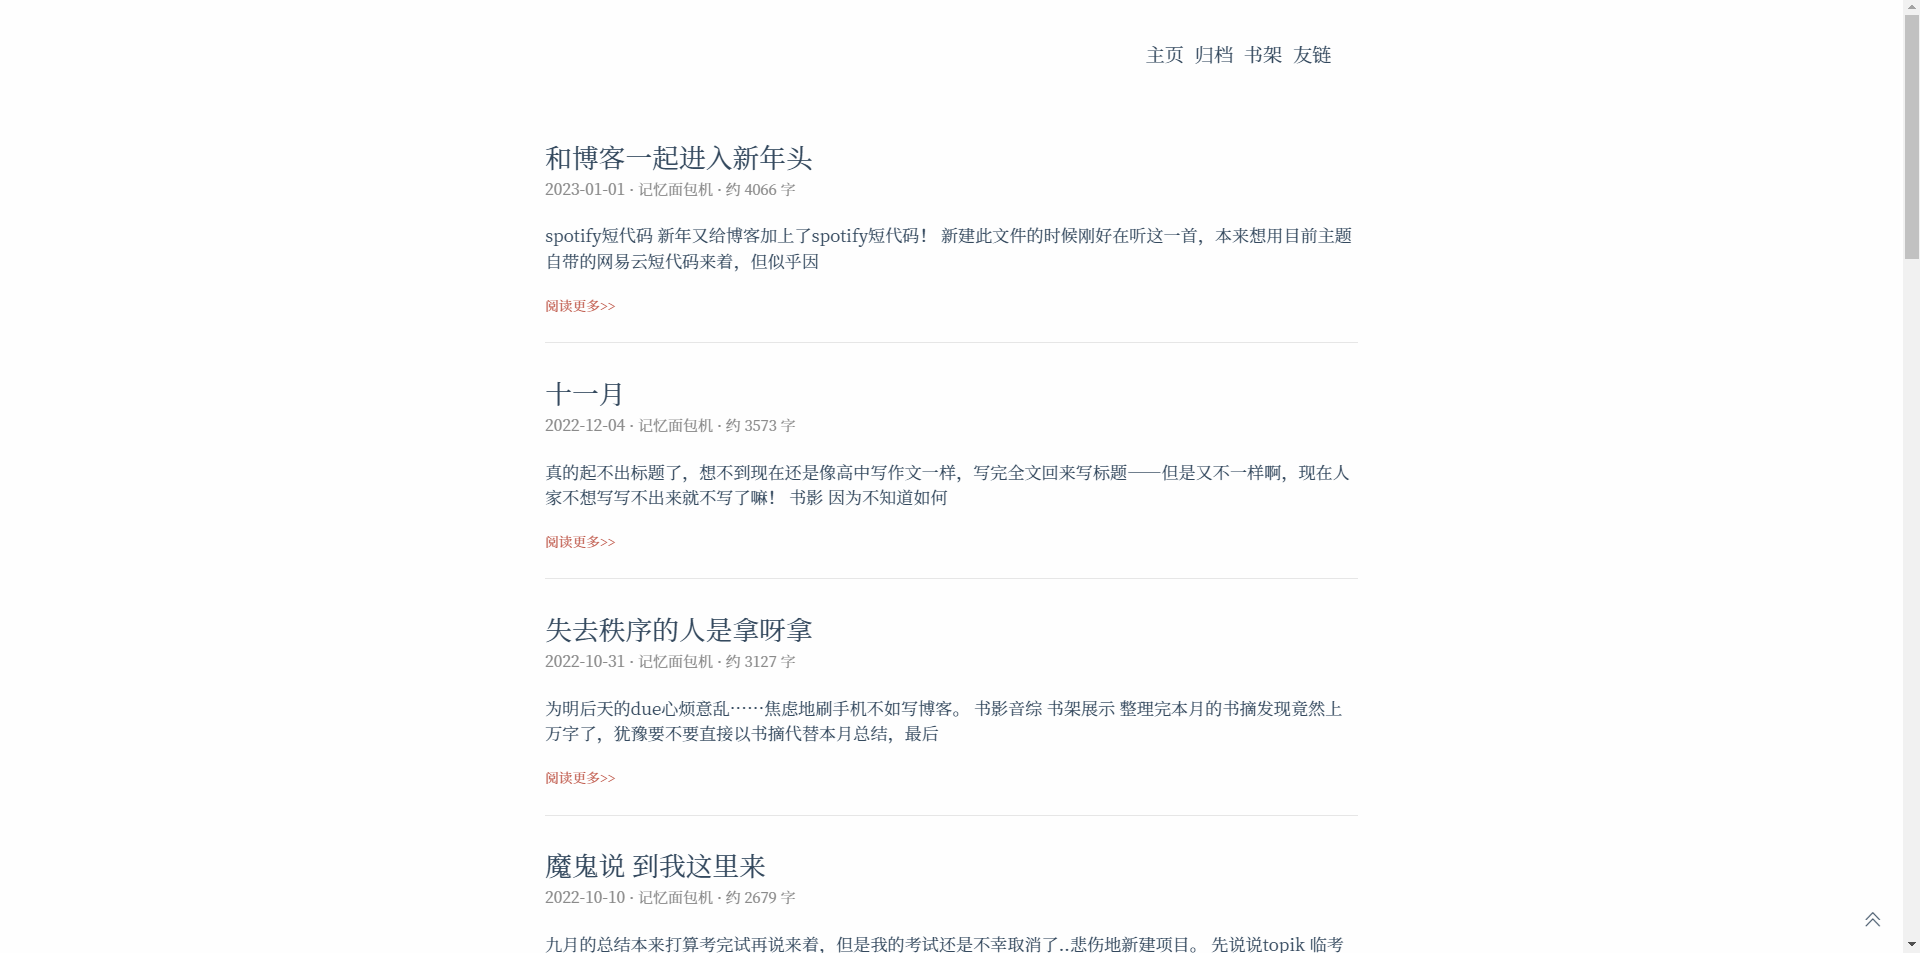 主页 归档 书架 友链
和博客一起进入新年头
2023-01-01 · 记忆面包机 · 约 4066 字
spotify短代码 新年又给博客加上了spotify短代码！ 新建此文件的时候刚好在听这一首，本来想用目前主题
自带的网易云短代码来着，但似乎因
阅读更多>>
十一月
2022-12-04 · 记忆面包机 · 约 3573 字
真的起不出标题了，想不到现在还是像高中写作文一样，写完全文回来写标题——但是又不一样啊，现在人
家不想写写不出来就不写了嘛！ 书影 因为不知道如何
阅读更多>>
失去秩序的人是拿呀拿
2022-10-31 · 记忆面包机 · 约 3127 字
为明后天的due心烦意乱……焦虑地刷手机不如写博客。 书影音综 书架展示 整理完本月的书摘发现竟然上
万字了，犹豫要不要直接以书摘代替本月总结，最后
阅读更多>>
魔鬼说 到我这里来
2022-10-10 · 记忆面包机 · 约 2679 字
九月的总结本来打算考完试再说来着，但是我的考试还是不幸取消了..悲伤地新建项目。 先说说topik 临考